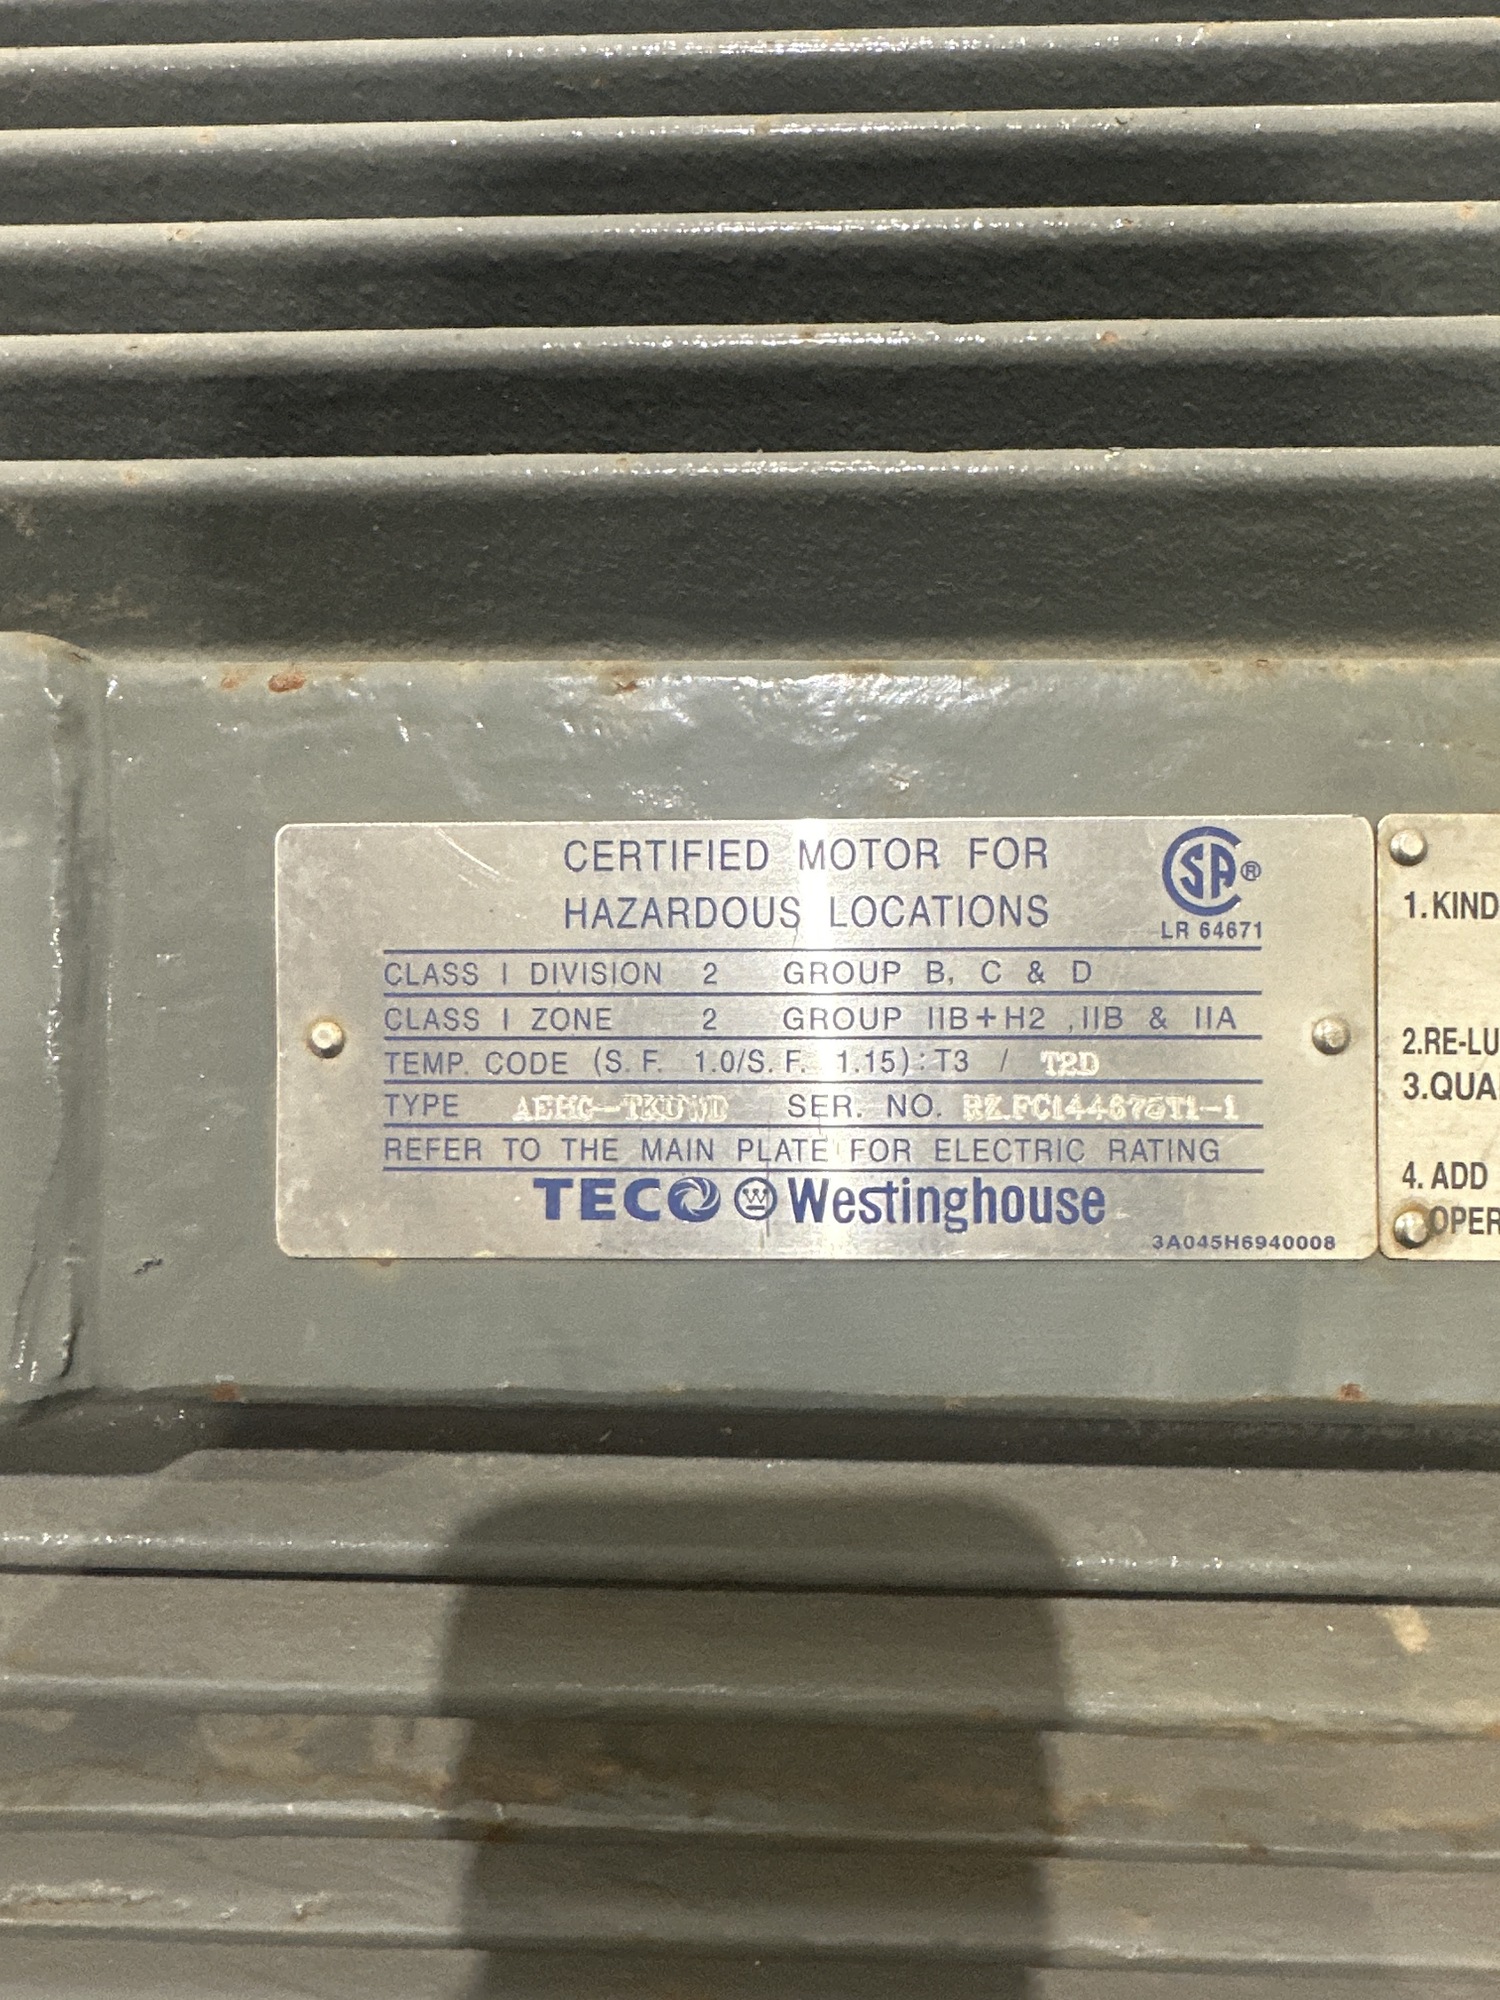 CERTIFIED MOTOR FOR
HAZARDOUS LOCATIONS
SA ®
LR 64671
CLASS I DIVISION 2 GROUP B, C & D
CLASS I ZONE 2 GROUP IIB+H2 ,IIB & IIA
TEMP. CODE (S.F. 1.0/S.F. 1.15):T3 / T2D
TYPE SER. NO.
REFER TO THE MAIN PLATE FOR ELECTRIC RATING
TECO W Westinghouse
3A045H6940008
1.KIND
2.RE-LU
3.QUA
4. ADD
OPER